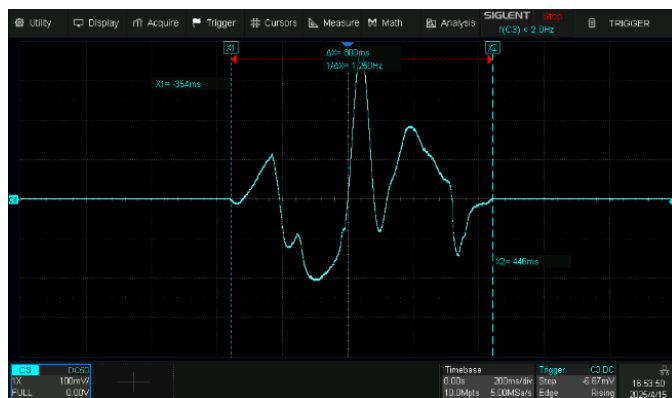 Utility Display Acquire Trigger Cursors Measure Math Analysis SIGLENT Stop TRIGGER
f(C3) < 2.0Hz
X1 X2
ΔX= 800ms
1/ΔX= 1.250Hz
X1= -354ms
C3
X2= 446ms
C3 DC50
1X 100mV/
FULL 0.00V
Timebase
0.00s 200ms/div
10.0Mpts 5.00MSa/s
Trigger C3 DC
Stop -6.67mV
Edge Rising
16:53:50
2025/4/15